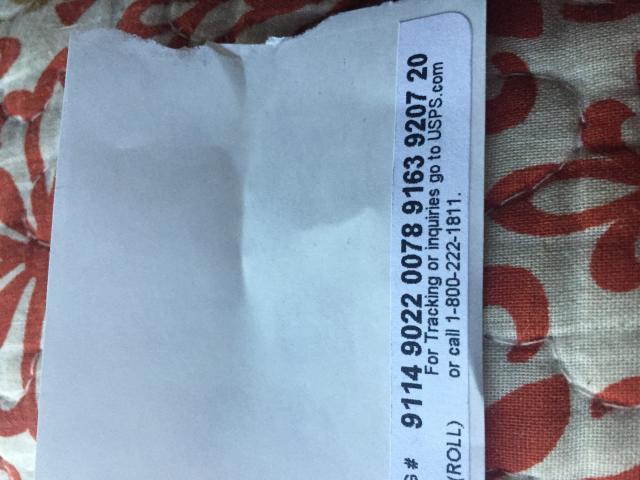 G# 9114 9022 0078 9163 9207 20
For Tracking or inquiries go to USPS.com
(ROLL) or call 1-800-222-1811.